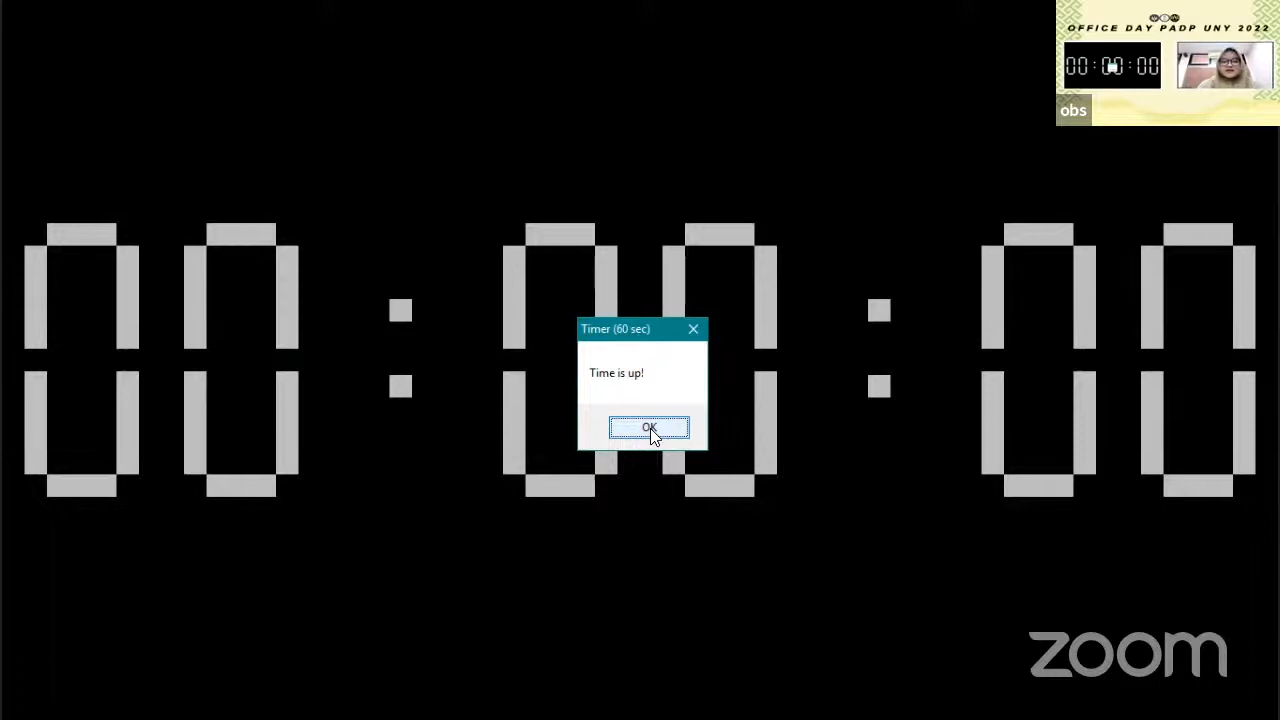 OFFICE DAY PADP UNY 2022
00:00:00
obs
00:00:00
Timer (60 sec)
Time is up!
OK
zoom